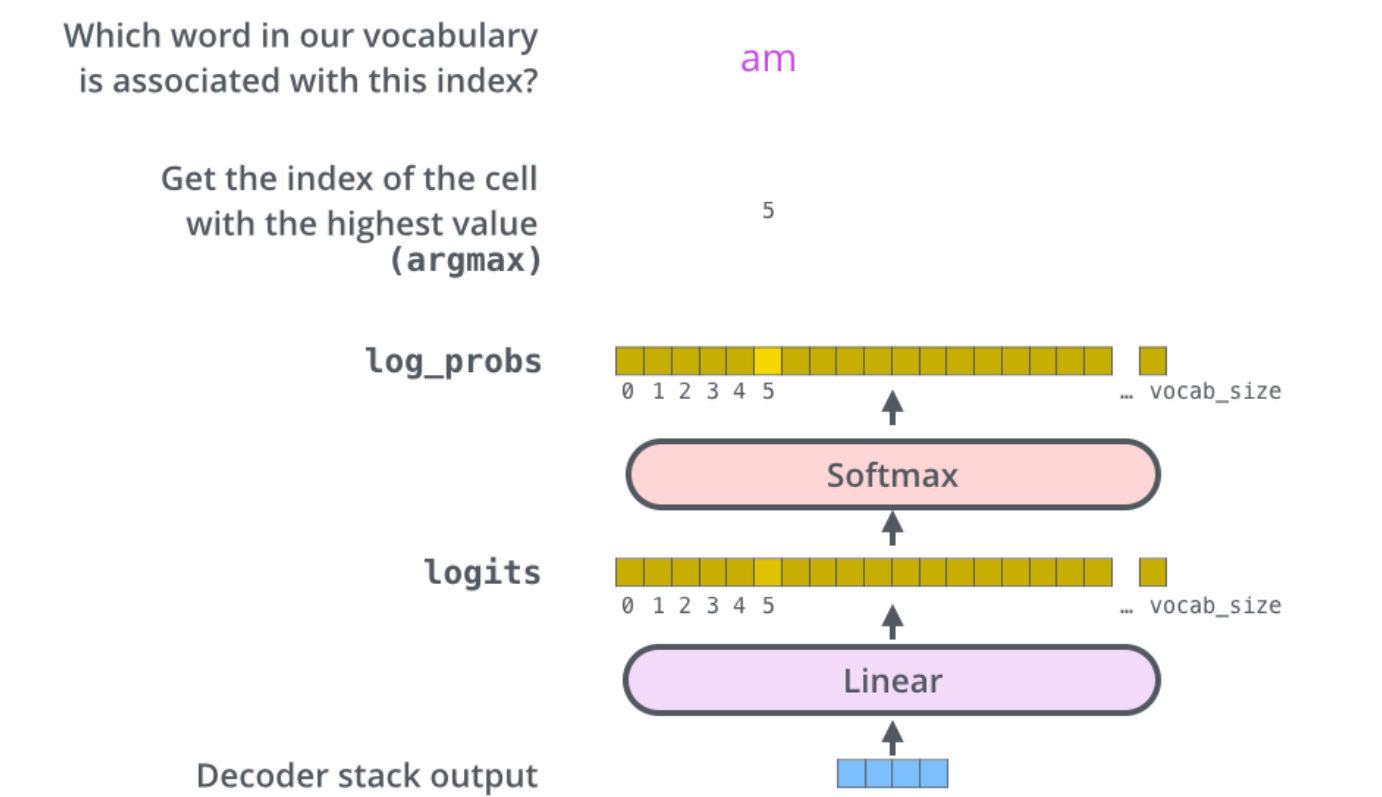 Which word in our vocabulary
is associated with this index?
am
Get the index of the cell
with the highest value
(argmax)
5
log_probs
0 1 2 3 4 5 … vocab_size
Softmax
logits
0 1 2 3 4 5 … vocab_size
Linear
Decoder stack output